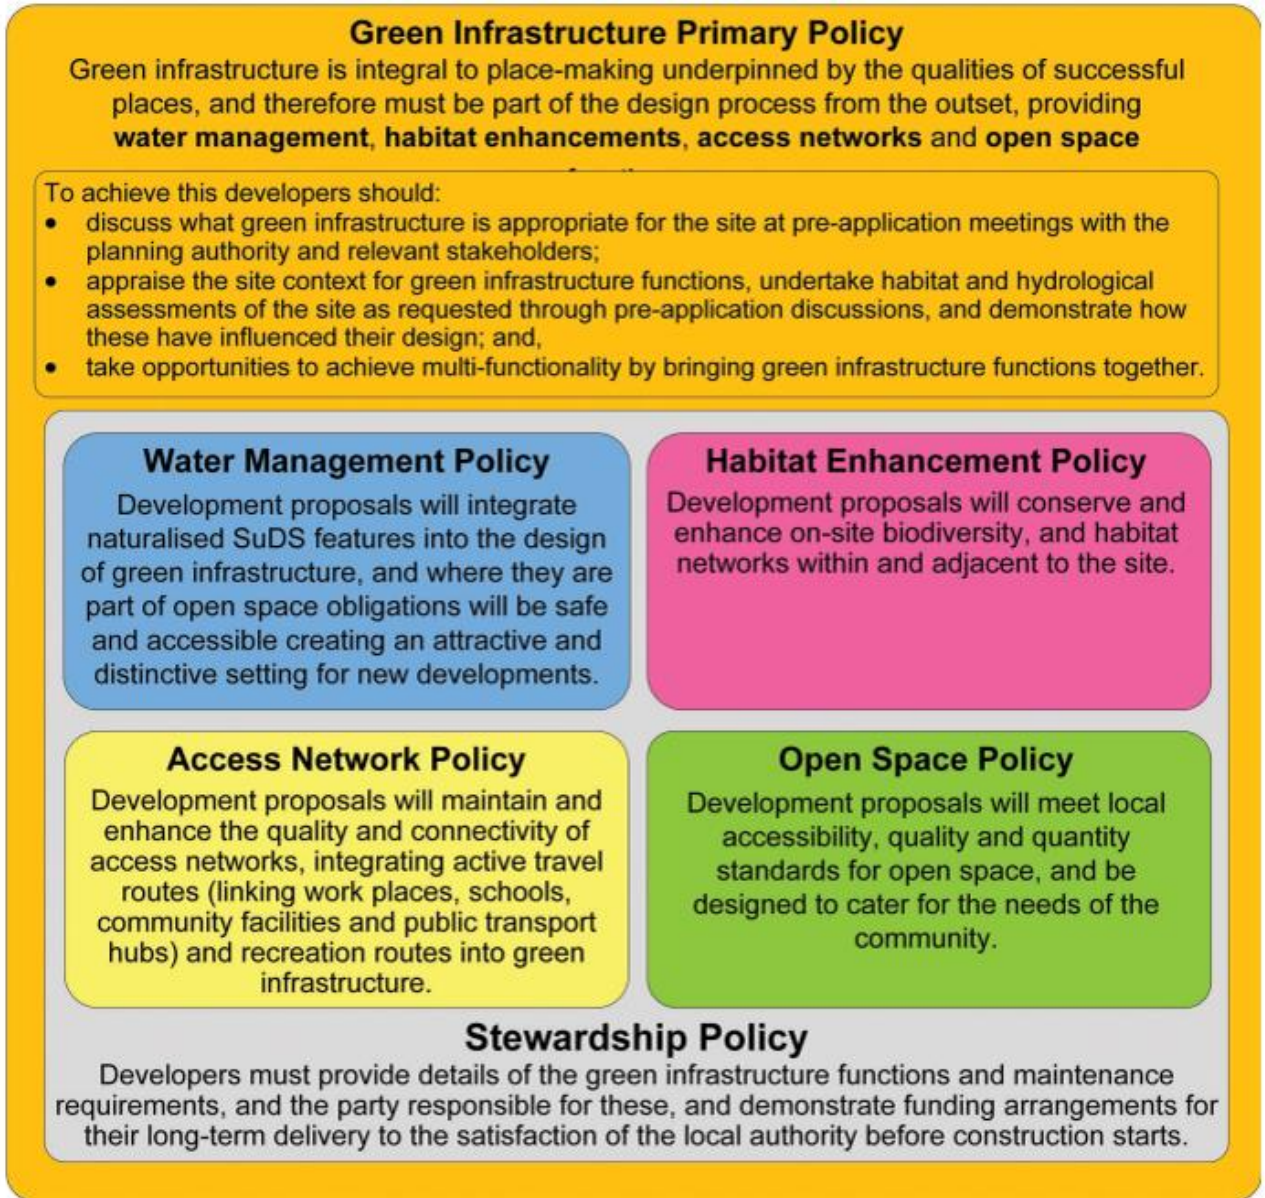 Green Infrastructure Primary Policy
Green infrastructure is integral to place-making underpinned by the qualities of successful
places, and therefore must be part of the design process from the outset, providing
water management, habitat enhancements, access networks and open space
To achieve this developers should:
• discuss what green infrastructure is appropriate for the site at pre-application meetings with the
planning authority and relevant stakeholders;
• appraise the site context for green infrastructure functions, undertake habitat and hydrological
assessments of the site as requested through pre-application discussions, and demonstrate how
these have influenced their design; and,
• take opportunities to achieve multi-functionality by bringing green infrastructure functions together.
Water Management Policy
Development proposals will integrate
naturalised SuDS features into the design
of green infrastructure, and where they are
part of open space obligations will be safe
and accessible creating an attractive and
distinctive setting for new developments.
Habitat Enhancement Policy
Development proposals will conserve and
enhance on-site biodiversity, and habitat
networks within and adjacent to the site.
Access Network Policy
Development proposals will maintain and
enhance the quality and connectivity of
access networks, integrating active travel
routes (linking work places, schools,
community facilities and public transport
hubs) and recreation routes into green
infrastructure.
Open Space Policy
Development proposals will meet local
accessibility, quality and quantity
standards for open space, and be
designed to cater for the needs of the
community.
Stewardship Policy
Developers must provide details of the green infrastructure functions and maintenance
requirements, and the party responsible for these, and demonstrate funding arrangements for
their long-term delivery to the satisfaction of the local authority before construction starts.